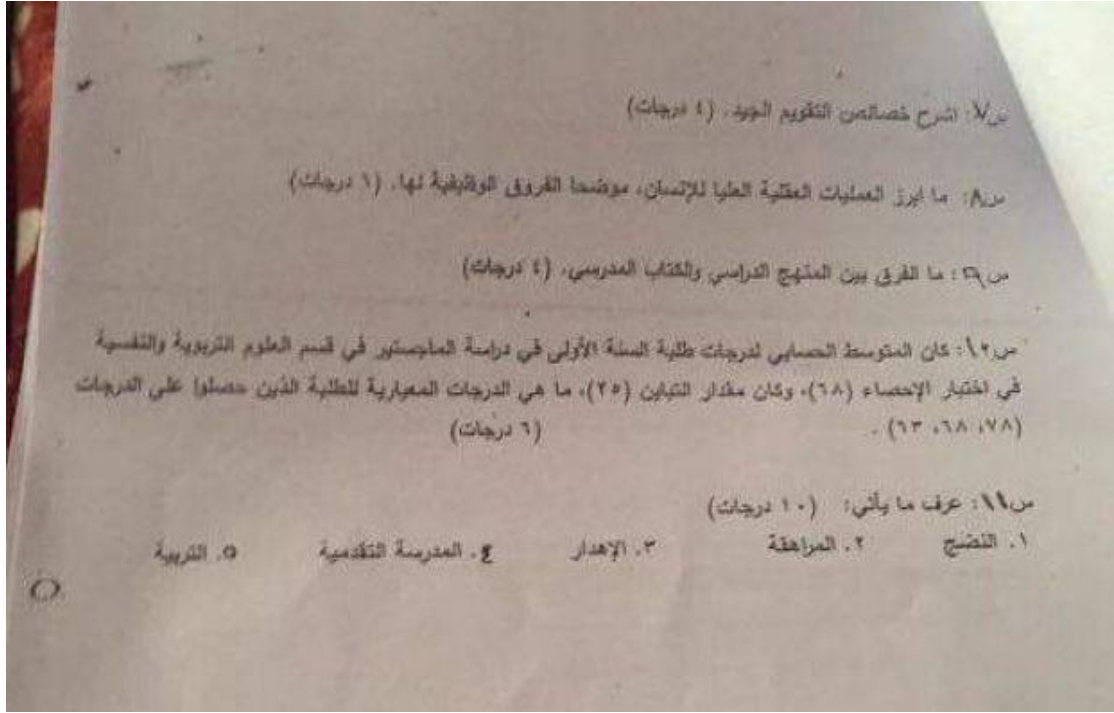 س٧: اشرح خصائص التقويم الجيد. (٤ درجات)
س٨: ما ابرز العمليات العقلية العليا للإنسان، موضحا الفروق الوظيفية لها. (٦ درجات)
س٩: ما الفرق بين المنهج الدراسي والكتاب المدرسي. (٤ درجات)
س١٠: كان المتوسط الحسابي لدرجات طلبة السنة الأولى في دراسة الماجستير في قسم العلوم التربوية والنفسية
في اختبار الإحصاء (٦٨)، وكان مقدار التباين (٢٥)، ما هي الدرجات المعيارية للطلبة الذين حصلوا على الدرجات
(٧٨، ٦٨، ٦٣) . (٦ درجات)
س١١: عرف ما يأتي: (١٠ درجات)
١. النضج ٢. المراهقة ٣. الإهدار ٤. المدرسة التقدمية ٥. التربية